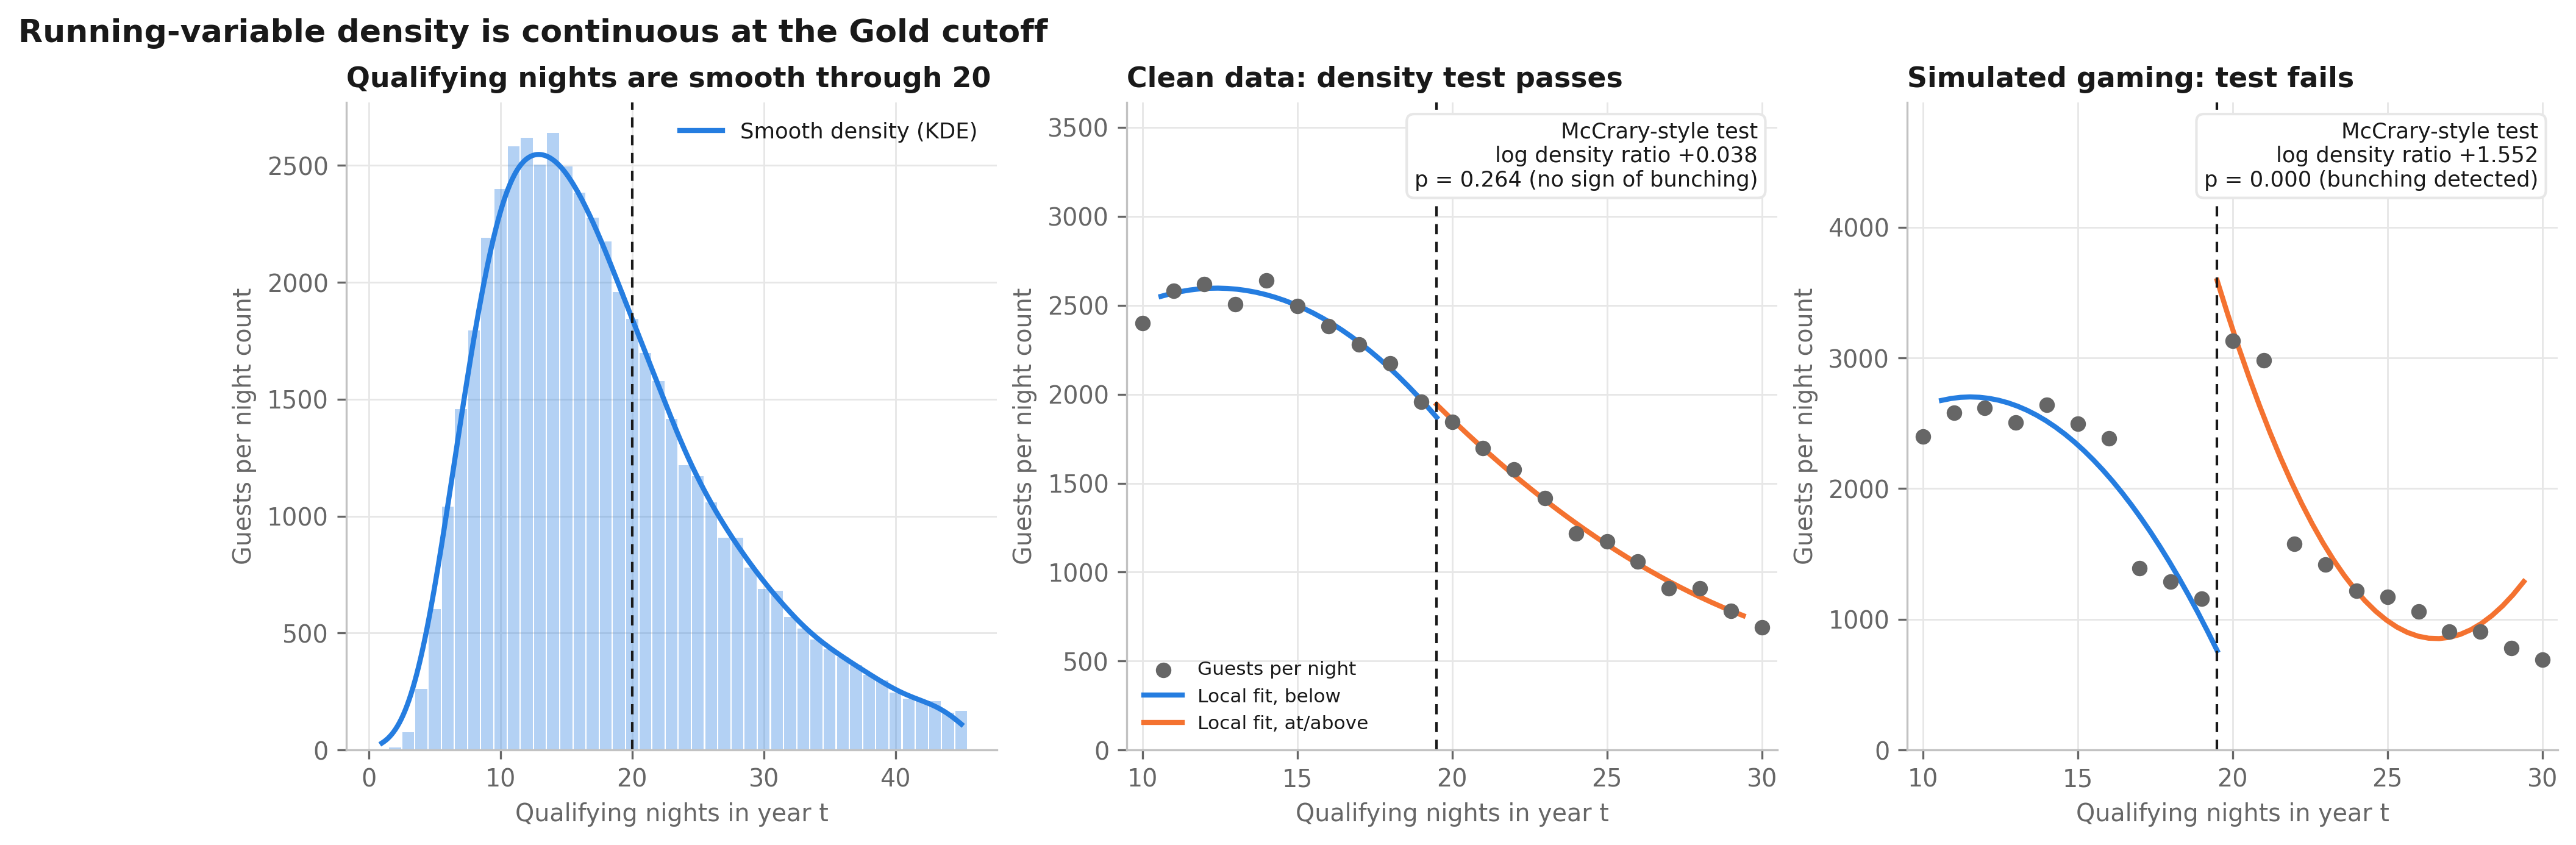 Running-variable density is continuous at the Gold cutoff
Qualifying nights are smooth through 20
Guests per night count
2500
2000
1500
1000
500
0
Smooth density (KDE)
0
10
20
30
40
Qualifying nights in year t
Clean data: density test passes
Guests per night count
3500
3000
2500
2000
1500
1000
500
0
McCrary-style test
log density ratio +0.038
p = 0.264 (no sign of bunching)
Guests per night
Local fit, below
Local fit, at/above
10
15
20
25
30
Qualifying nights in year t
Simulated gaming: test fails
Guests per night count
4000
3000
2000
1000
0
McCrary-style test
log density ratio +1.552
p = 0.000 (bunching detected)
10
15
20
25
30
Qualifying nights in year t